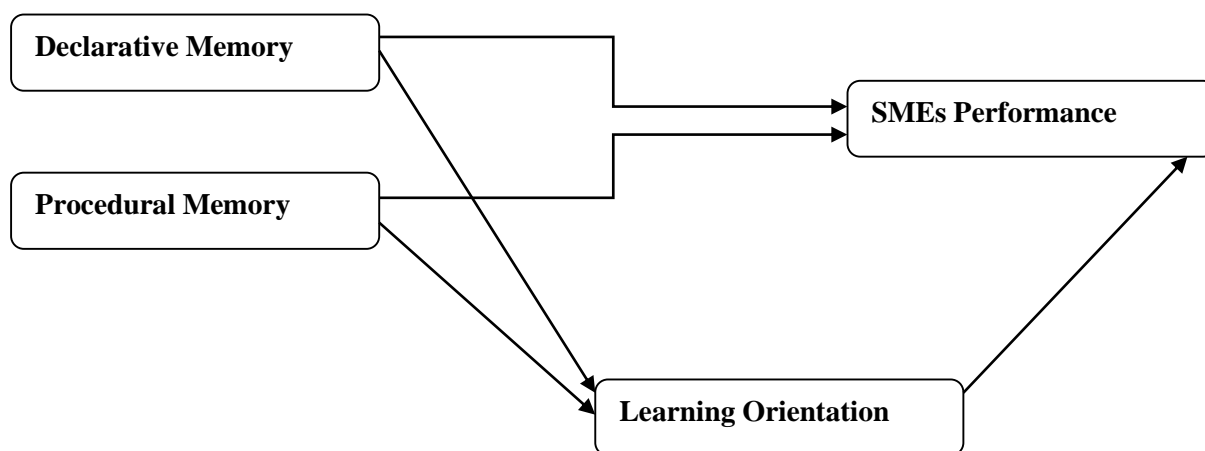 Declarative Memory
SMEs Performance
Procedural Memory
Learning Orientation